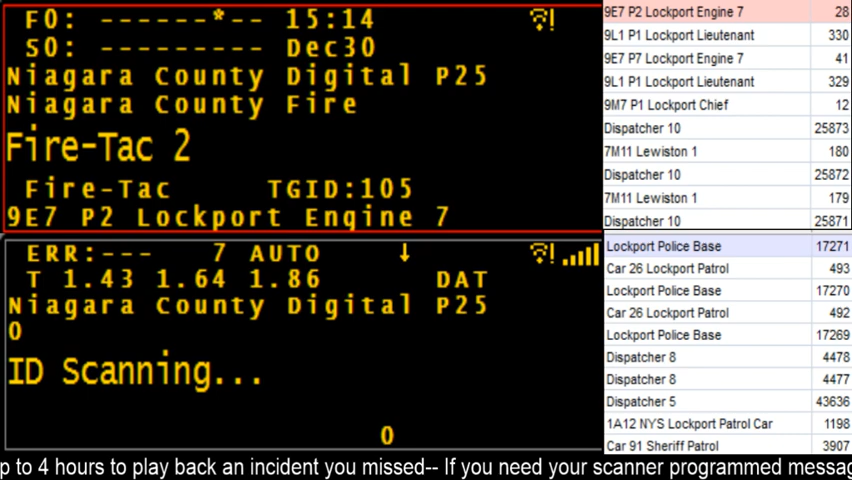 F0: ------*-- 15:14
S0: --------- Dec30
Niagara County Digital P25
Niagara County Fire
Fire-Tac 2
Fire-Tac TGID:105
9E7 P2 Lockport Engine 7
9E7 P2 Lockport Engine 7 28
9L1 P1 Lockport Lieutenant 330
9E7 P7 Lockport Engine 7 41
9L1 P1 Lockport Lieutenant 329
9M7 P1 Lockport Chief 12
Dispatcher 10 25873
7M11 Lewiston 1 180
Dispatcher 10 25872
7M11 Lewiston 1 179
Dispatcher 10 25871
ERR:--- 7 AUTO ↓
T 1.43 1.64 1.86 DAT
Niagara County Digital P25
0
ID Scanning...
0
Lockport Police Base 17271
Car 26 Lockport Patrol 493
Lockport Police Base 17270
Car 26 Lockport Patrol 492
Lockport Police Base 17269
Dispatcher 8 4478
Dispatcher 8 4477
Dispatcher 5 43636
1A12 NYS Lockport Patrol Car 1198
Car 91 Sheriff Patrol 3907
p to 4 hours to play back an incident you missed-- If you need your scanner programmed messag